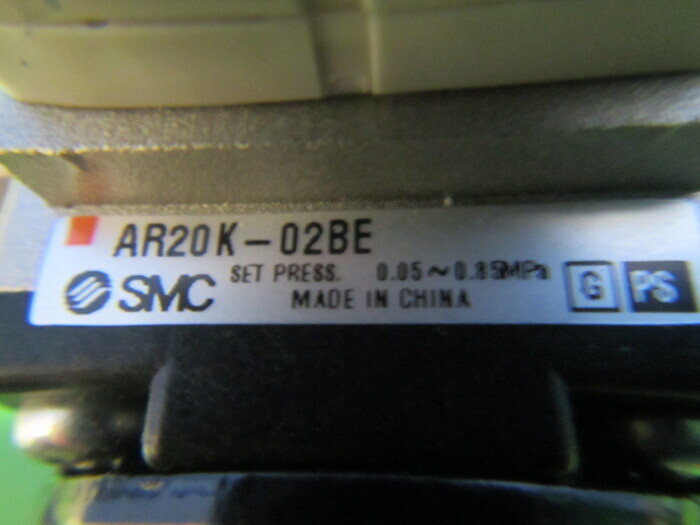 AR20K-02BE
SMC SET PRESS. 0.05~0.85MPa
MADE IN CHINA
G PS